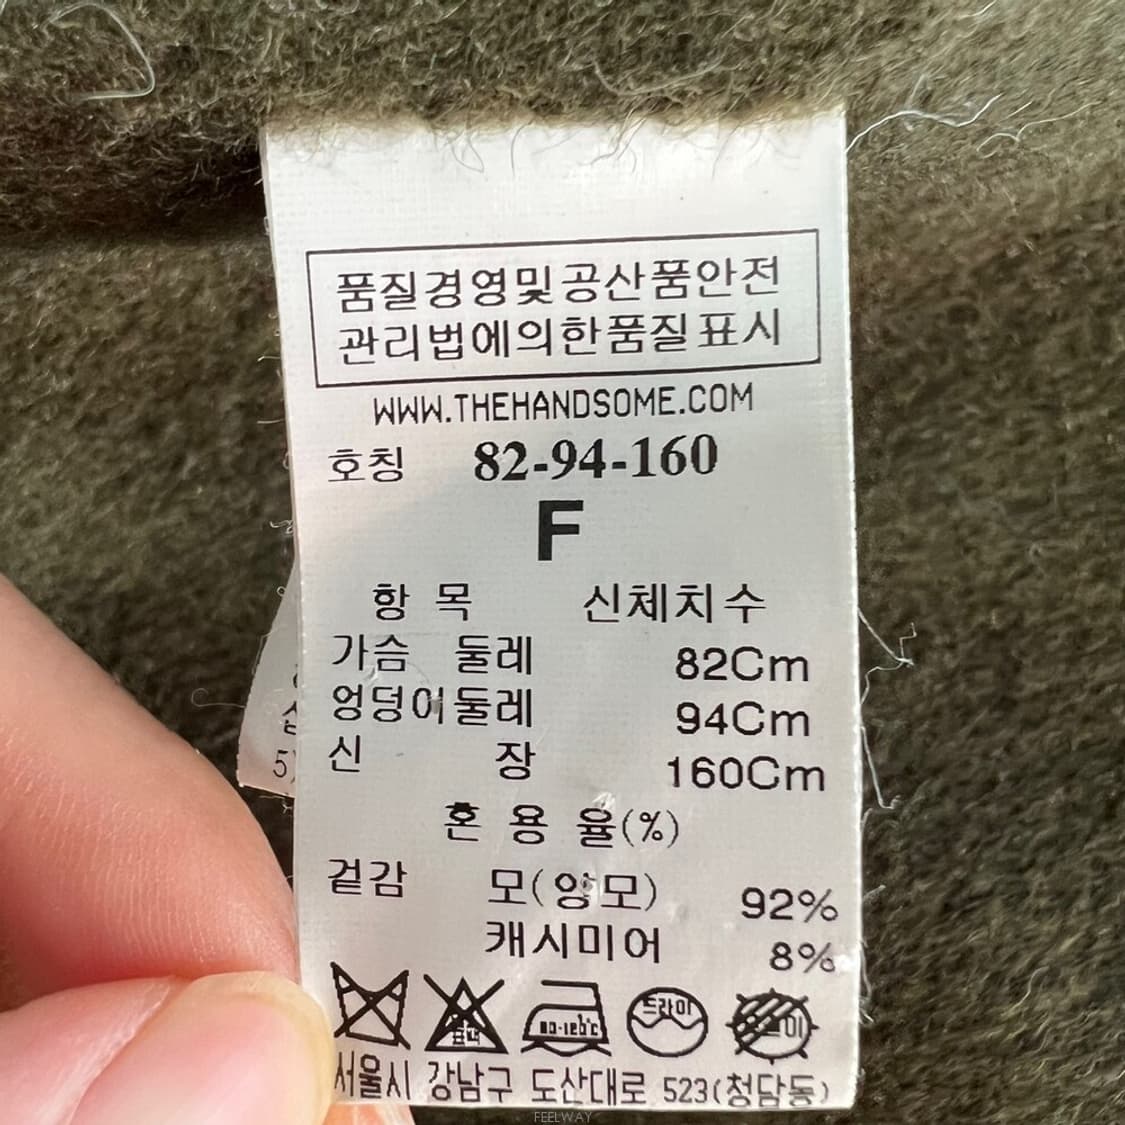 품질경영및공산품안전
관리법에의한품질표시
WWW.THEHANDSOME.COM
호칭 82-94-160
F
항 목 신체치수
가슴 둘레 82Cm
엉덩이둘레 94Cm
신 장 160Cm
혼 용 율(%)
겉감 모(양모) 92%
캐시미어 8%
드라이
서울시 강남구 도산대로 523(청담동)
FEELWAY